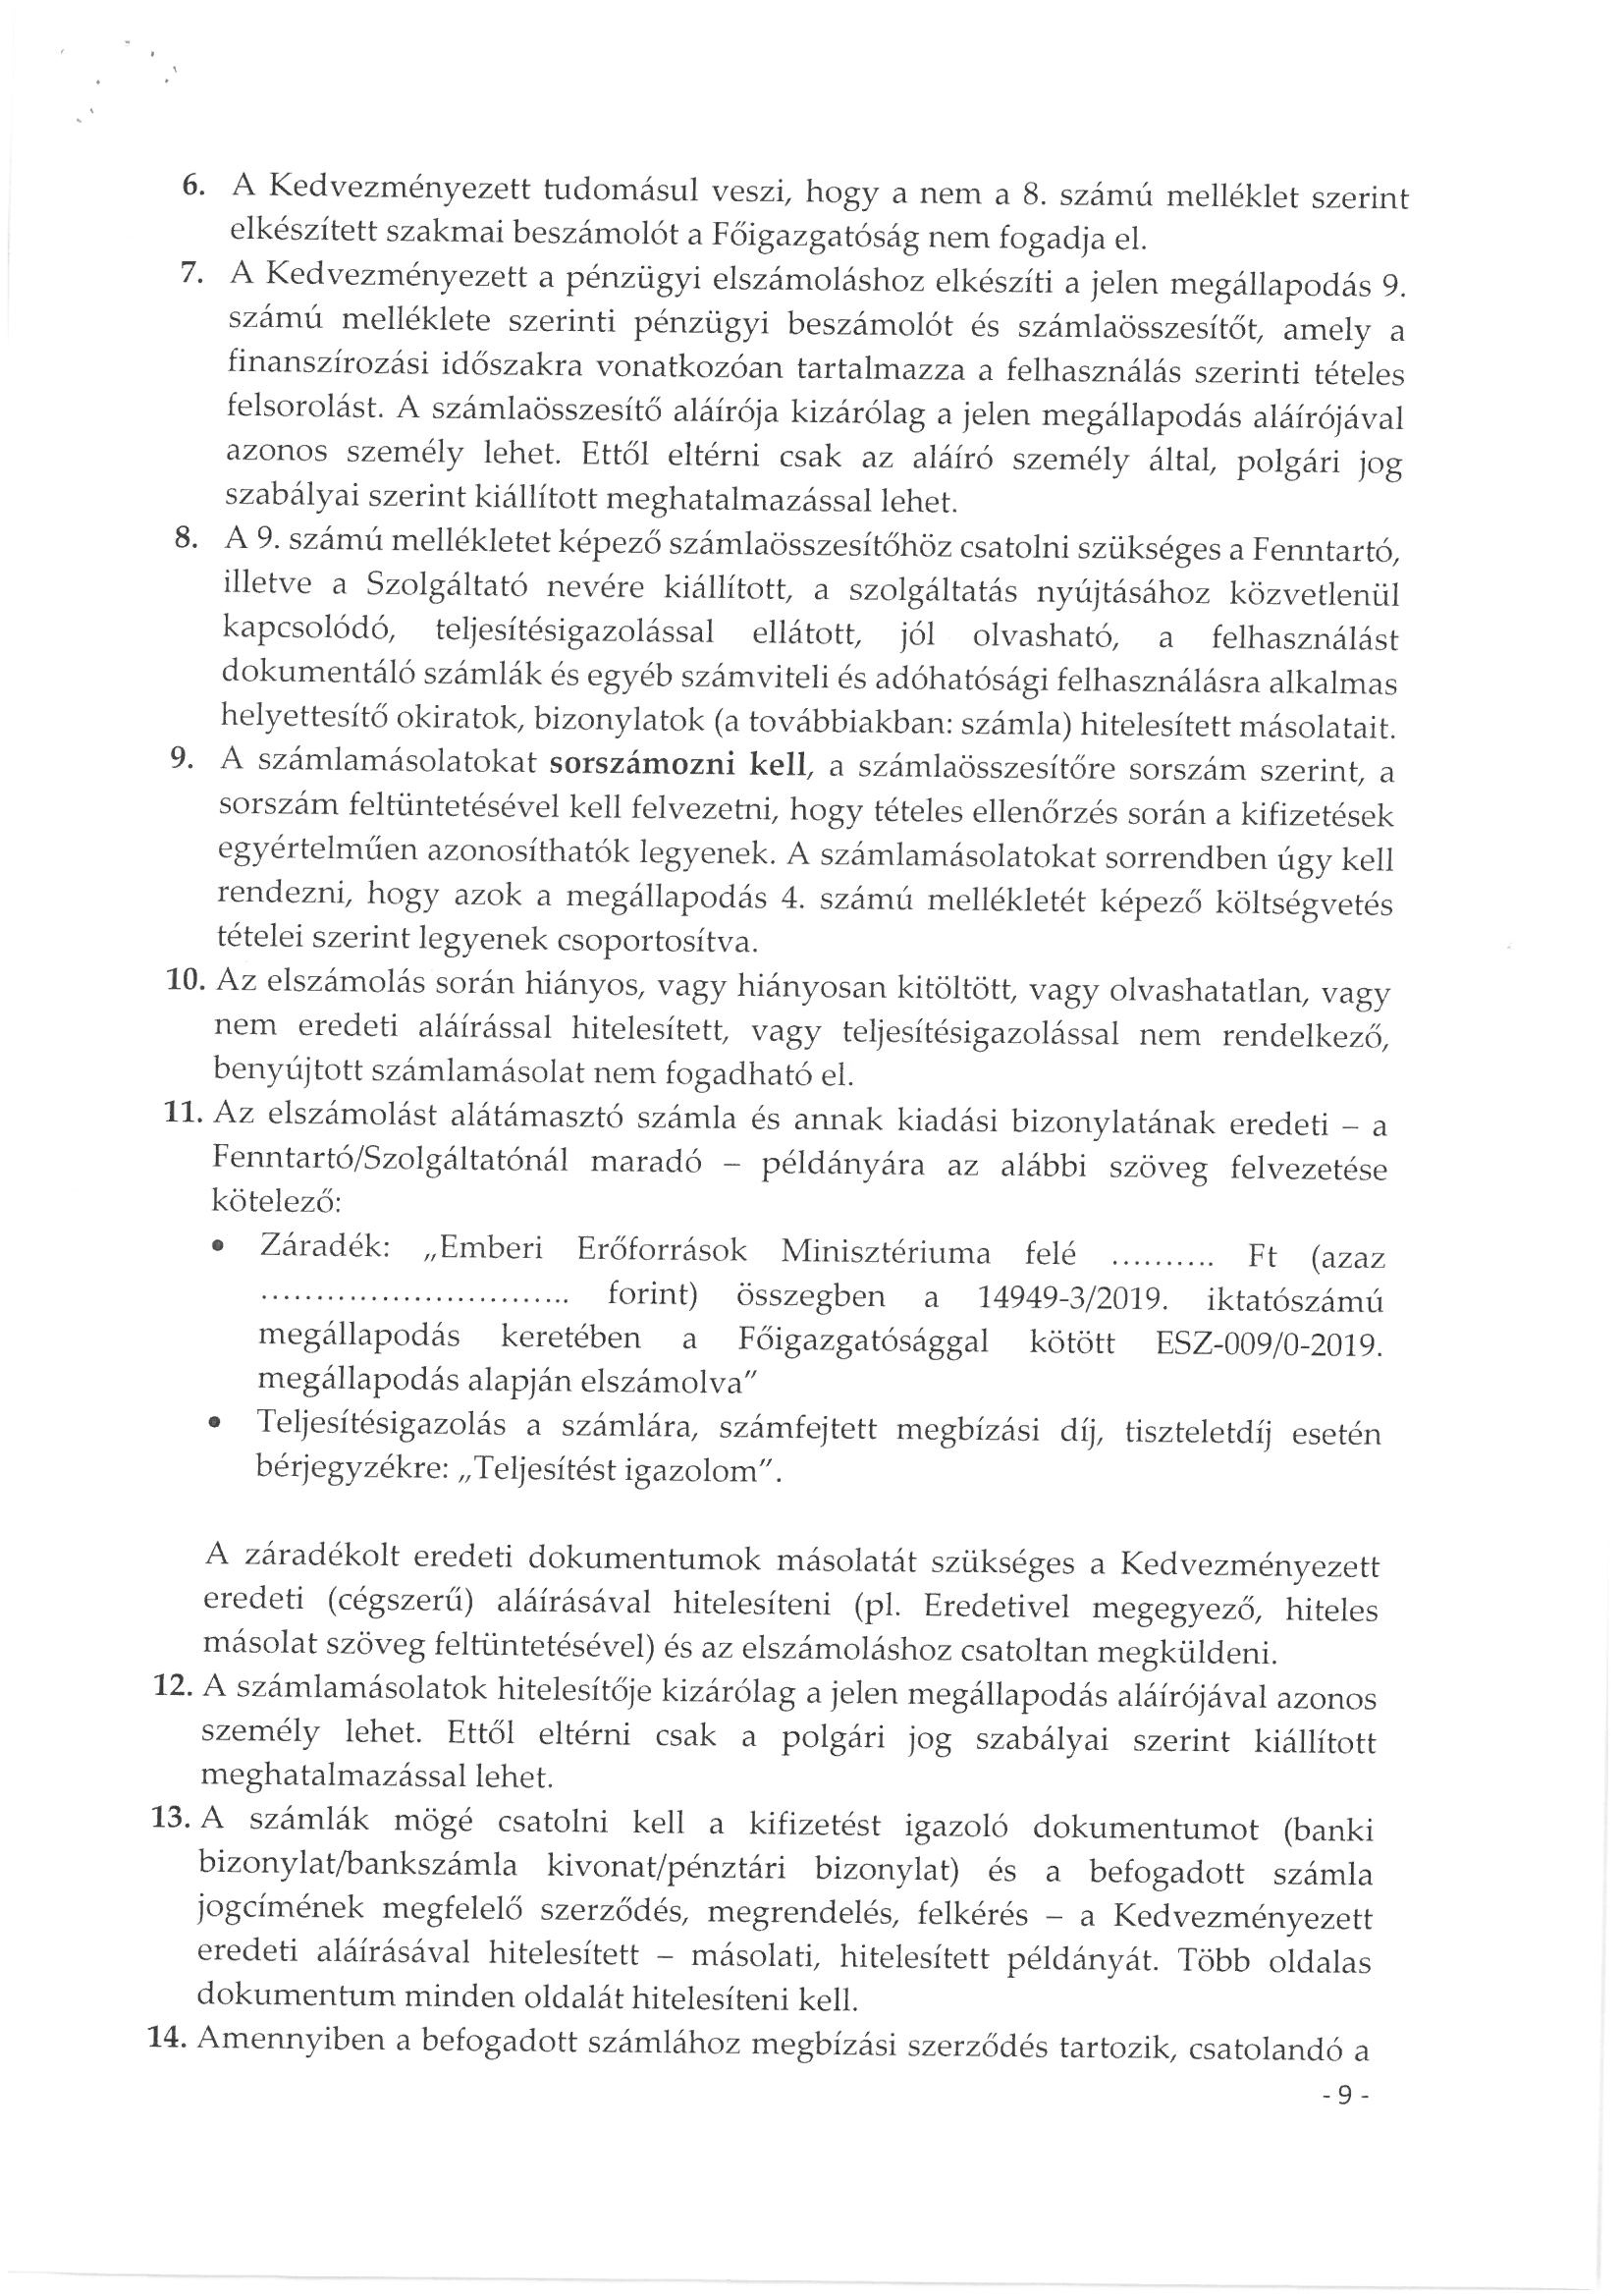 6. A Kedvezményezett tudomásul veszi, hogy a nem a 8. számú melléklet szerint
elkészített szakmai beszámolót a Főigazgatóság nem fogadja el.
7. A Kedvezményezett a pénzügyi elszámoláshoz elkészíti a jelen megállapodás 9.
számú melléklete szerinti pénzügyi beszámolót és számlaösszesítőt, amely a
finanszírozási időszakra vonatkozóan tartalmazza a felhasználás szerinti tételes
felsorolást. A számlaösszesítő aláírója kizárólag a jelen megállapodás aláírójával
azonos személy lehet. Ettől eltérni csak az aláíró személy által, polgári jog
szabályai szerint kiállított meghatalmazással lehet.
8. A 9. számú mellékletet képező számlaösszesítőhöz csatolni szükséges a Fenntartó,
illetve a Szolgáltató nevére kiállított, a szolgáltatás nyújtásához közvetlenül
kapcsolódó, teljesítésigazolással ellátott, jól olvasható, a felhasználást
dokumentáló számlák és egyéb számviteli és adóhatósági felhasználásra alkalmas
helyettesítő okiratok, bizonylatok (a továbbiakban: számla) hitelesített másolatait.
9. A számlamásolatokat sorszámozni kell, a számlaösszesítőre sorszám szerint, a
sorszám feltüntetésével kell felvezetni, hogy tételes ellenőrzés során a kifizetések
egyértelműen azonosíthatók legyenek. A számlamásolatokat sorrendben úgy kell
rendezni, hogy azok a megállapodás 4. számú mellékletét képező költségvetés
tételei szerint legyenek csoportosítva.
10. Az elszámolás során hiányos, vagy hiányosan kitöltött, vagy olvashatatlan, vagy
nem eredeti aláírással hitelesített, vagy teljesítésigazolással nem rendelkező,
benyújtott számlamásolat nem fogadható el.
11. Az elszámolást alátámasztó számla és annak kiadási bizonylatának eredeti – a
Fenntartó/Szolgáltatónál maradó – példányára az alábbi szöveg felvezetése
kötelező:
• Záradék: „Emberi Erőforrások Minisztériuma felé .......... Ft (azaz
.............................. forint) összegben a 14949-3/2019. iktatószámú
megállapodás keretében a Főigazgatósággal kötött ESZ-009/0-2019.
megállapodás alapján elszámolva"
• Teljesítésigazolás a számlára, számfejtett megbízási díj, tiszteletdíj esetén
bérjegyzékre: „Teljesítést igazolom".
A záradékolt eredeti dokumentumok másolatát szükséges a Kedvezményezett
eredeti (cégszerű) aláírásával hitelesíteni (pl. Eredetivel megegyező, hiteles
másolat szöveg feltüntetésével) és az elszámoláshoz csatoltan megküldeni.
12. A számlamásolatok hitelesítője kizárólag a jelen megállapodás aláírójával azonos
személy lehet. Ettől eltérni csak a polgári jog szabályai szerint kiállított
meghatalmazással lehet.
13. A számlák mögé csatolni kell a kifizetést igazoló dokumentumot (banki
bizonylat/bankszámla kivonat/pénztári bizonylat) és a befogadott számla
jogcímének megfelelő szerződés, megrendelés, felkérés – a Kedvezményezett
eredeti aláírásával hitelesített – másolati, hitelesített példányát. Több oldalas
dokumentum minden oldalát hitelesíteni kell.
14. Amennyiben a befogadott számlához megbízási szerződés tartozik, csatolandó a
- 9 -